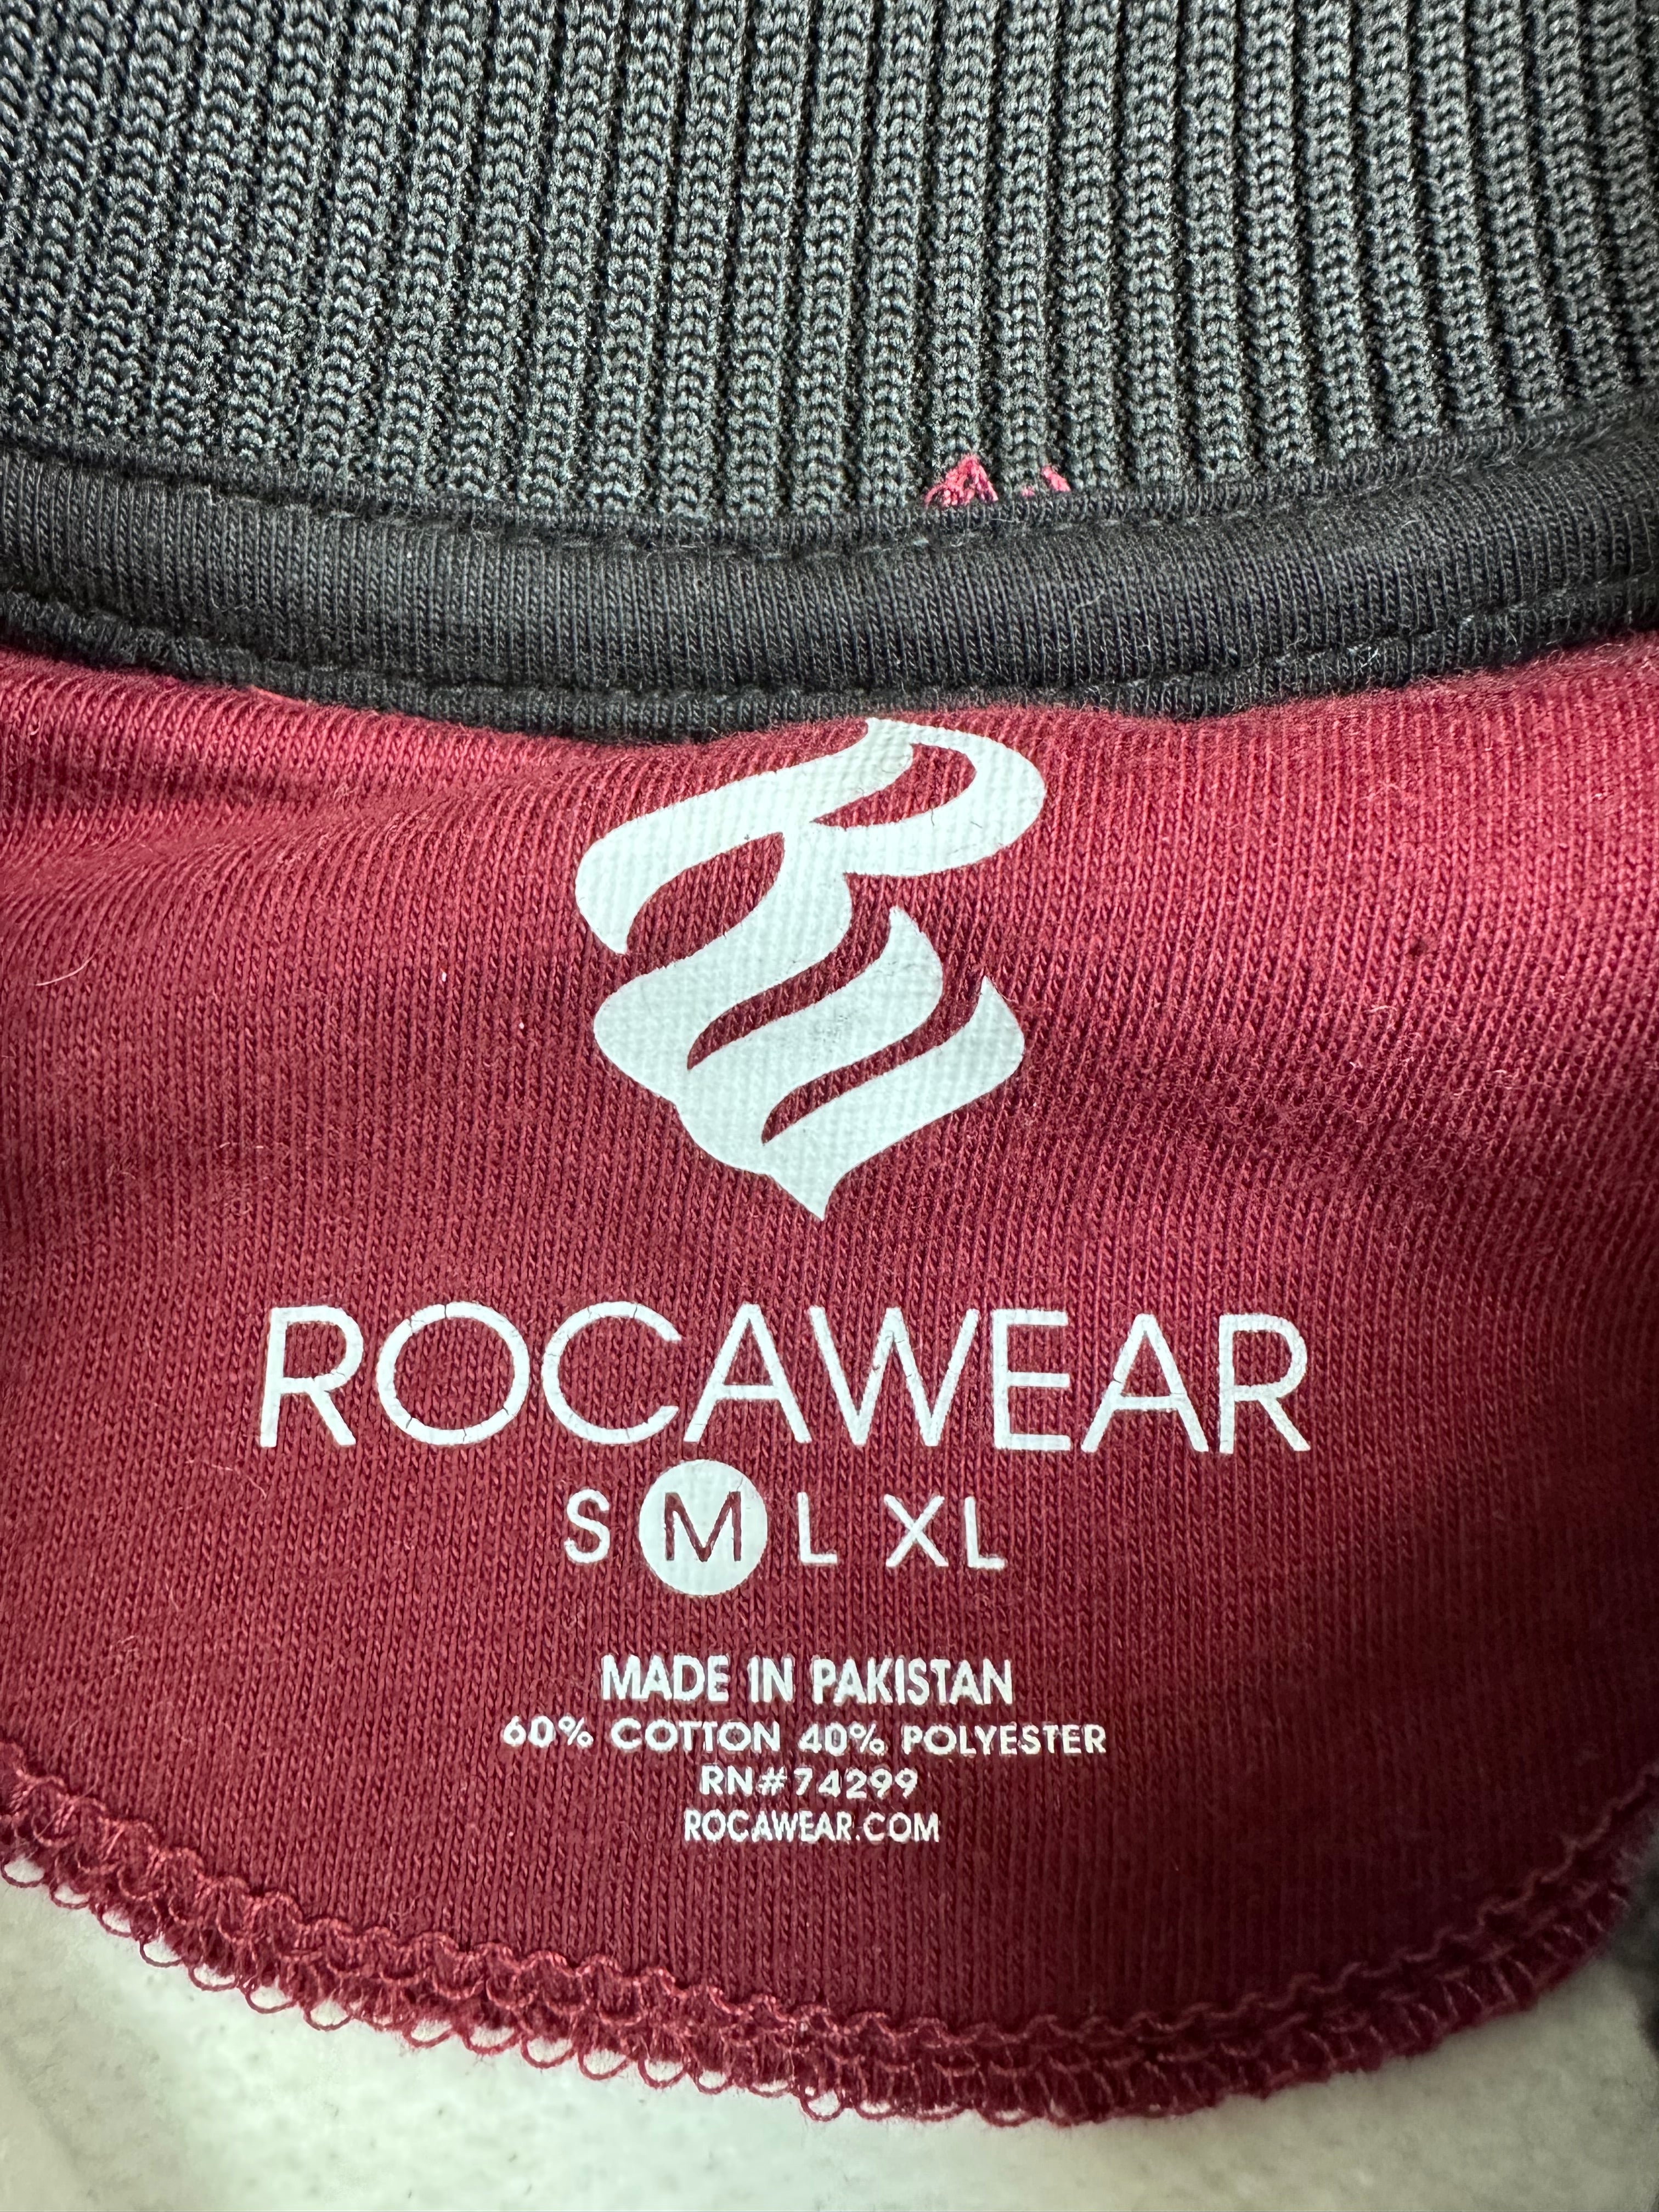 ROCAWEAR
S M L XL
MADE IN PAKISTAN
60% COTTON 40% POLYESTER
RN#74299
ROCAWEAR.COM